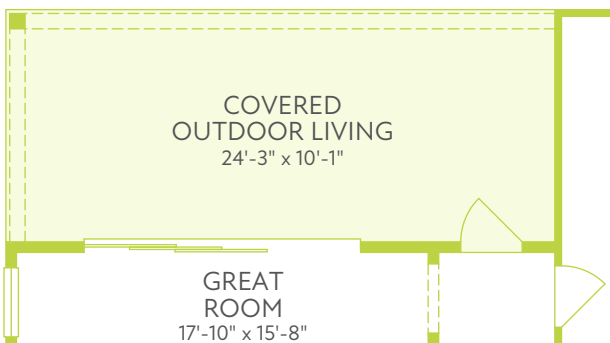 COVERED
OUTDOOR LIVING
24'-3" x 10'-1"
GREAT
ROOM
17'-10" x 15'-8"